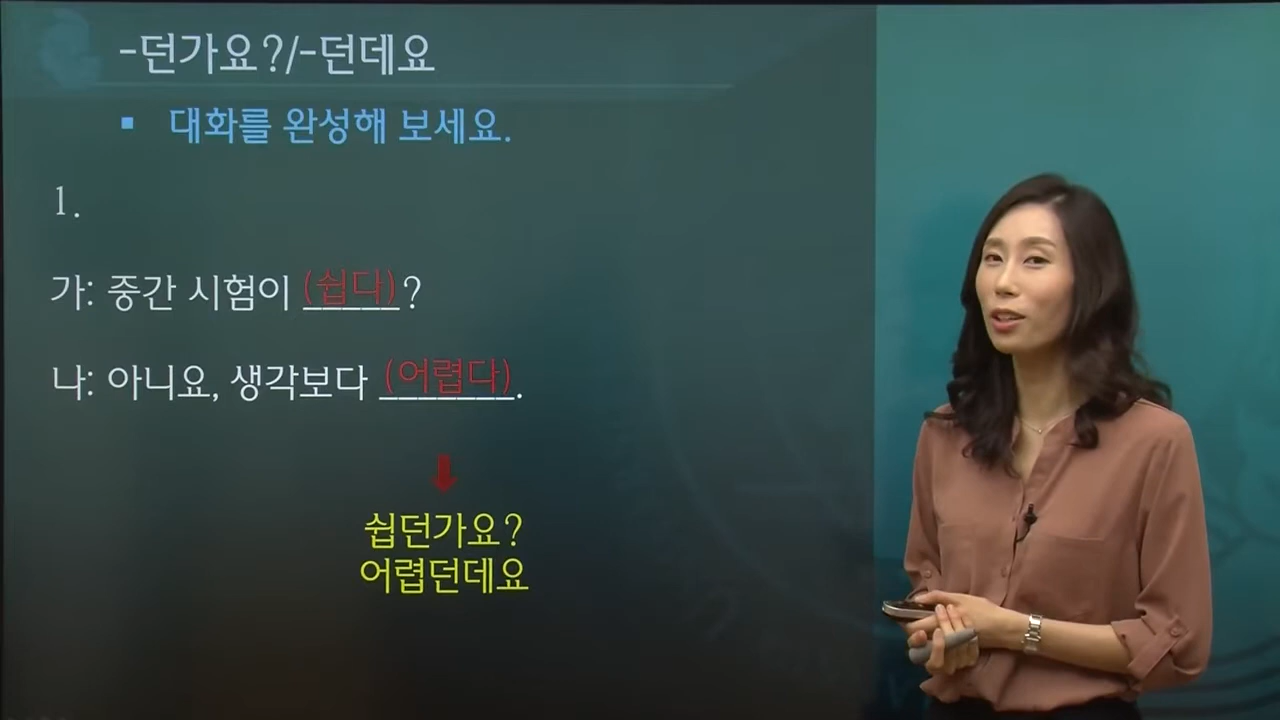 -던가요?/-던데요
▪ 대화를 완성해 보세요.
1.
가: 중간 시험이 (쉽다)?
나: 아니요, 생각보다 (어렵다).
쉽던가요?
어렵던데요